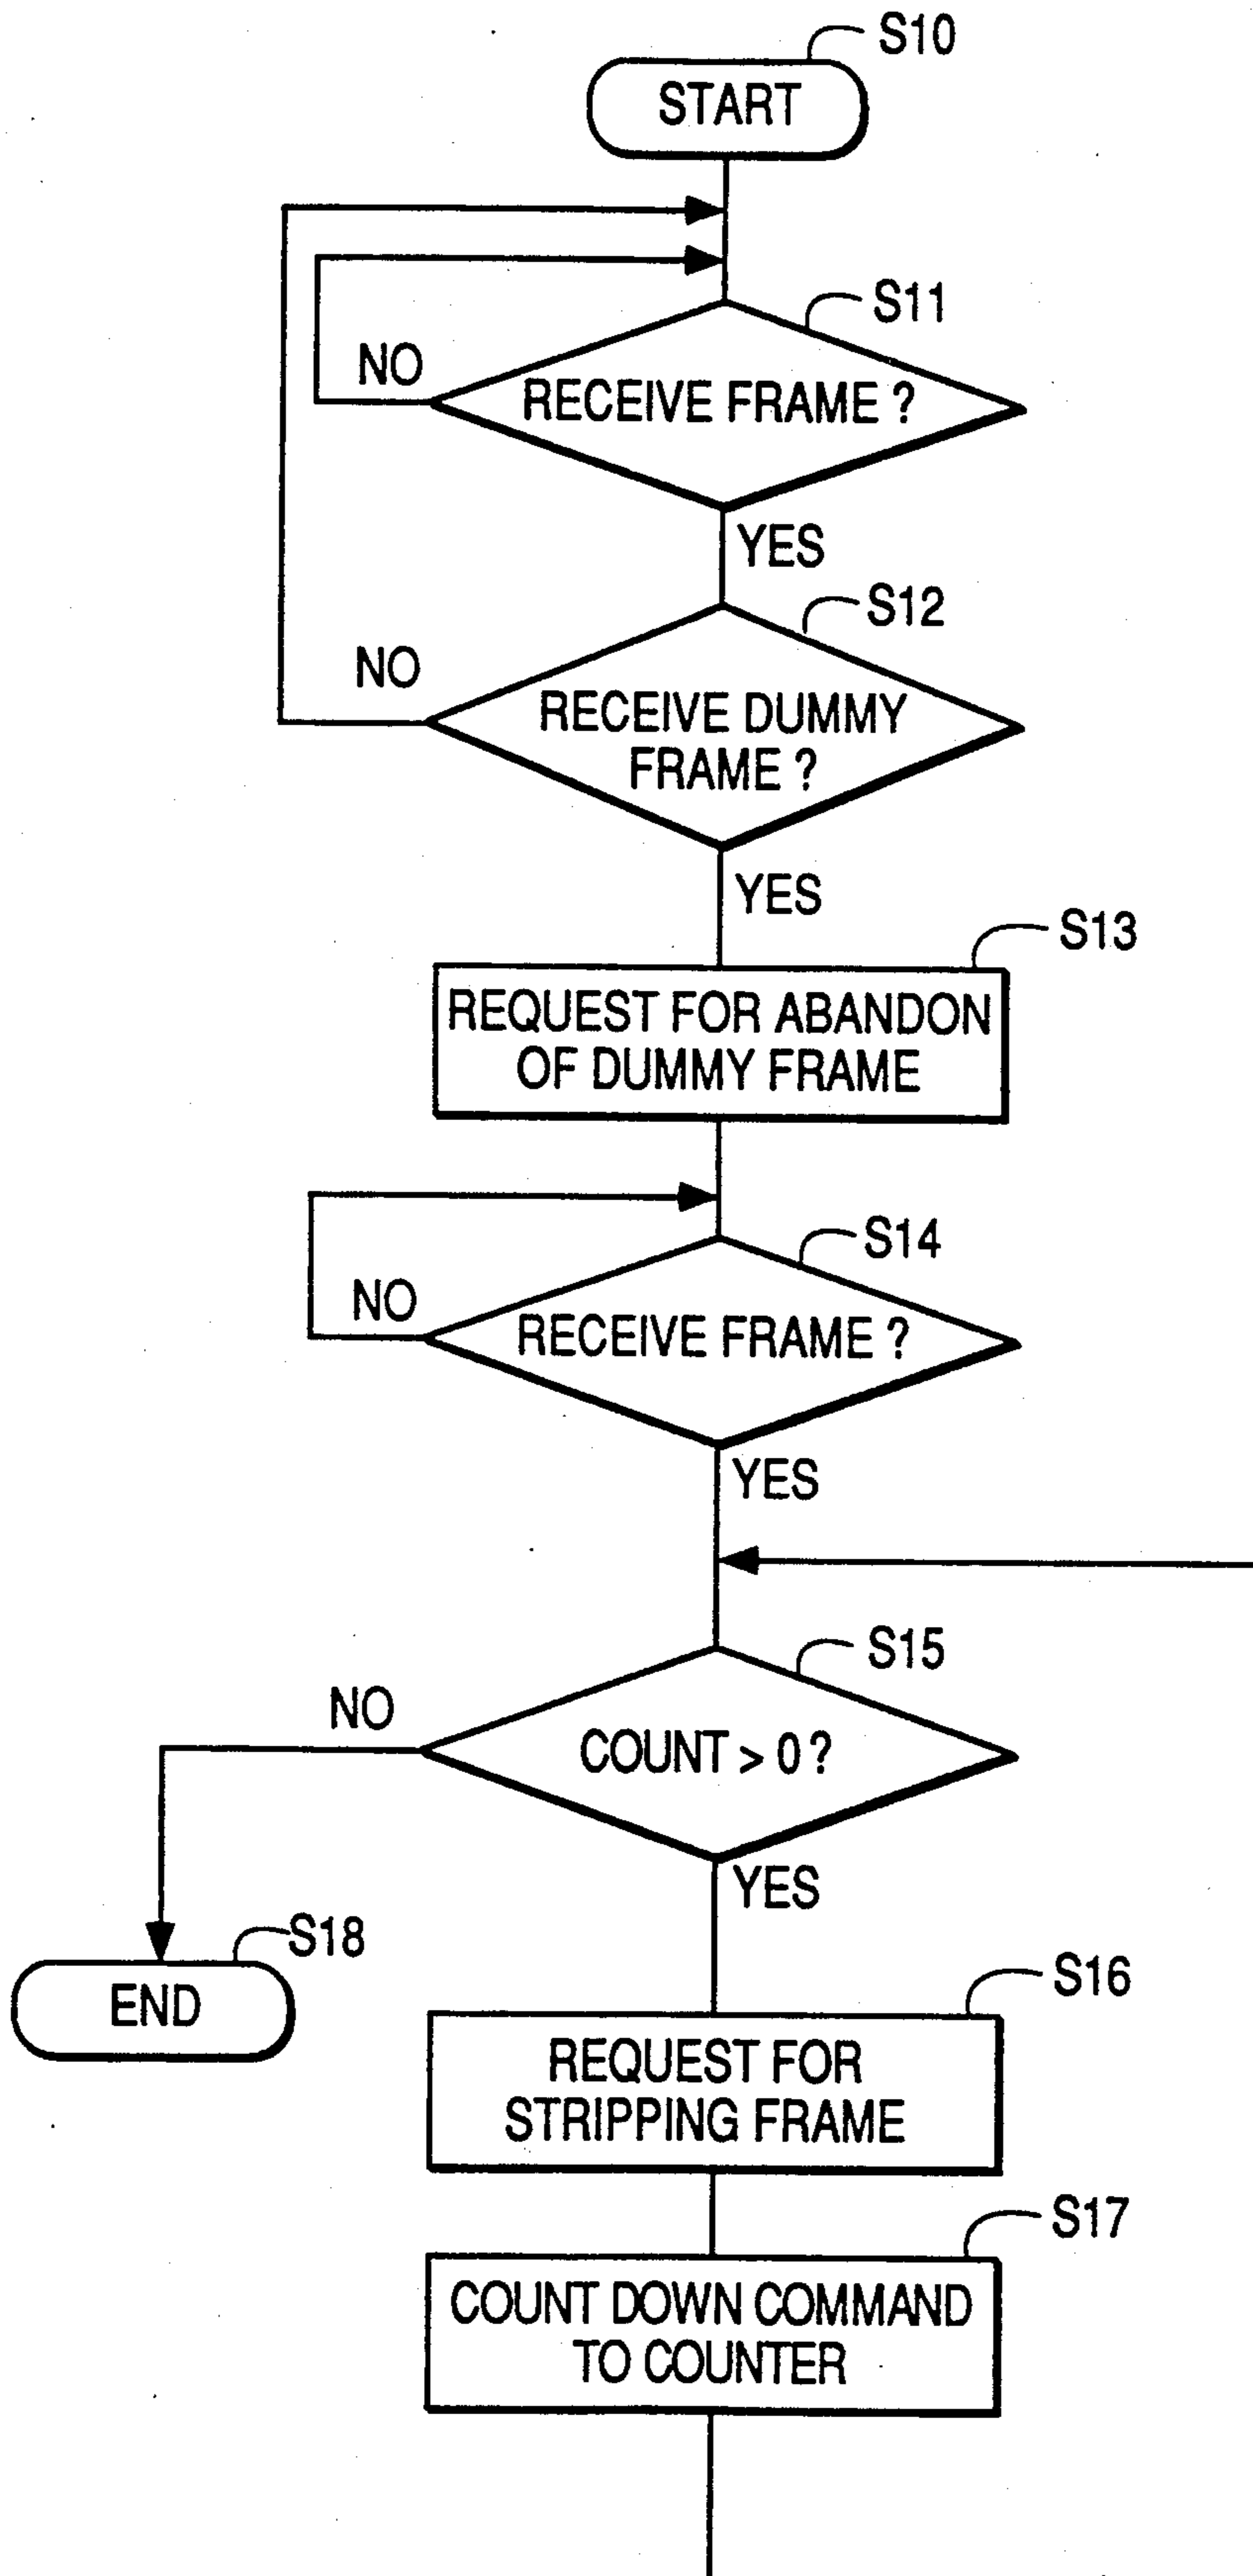 S10
START
S11
NO
RECEIVE FRAME ?
YES
S12
NO
RECEIVE DUMMY
FRAME ?
YES
S13
REQUEST FOR ABANDON
OF DUMMY FRAME
S14
NO
RECEIVE FRAME ?
YES
S15
NO
COUNT > 0 ?
YES
S18
END
S16
REQUEST FOR
STRIPPING FRAME
S17
COUNT DOWN COMMAND
TO COUNTER